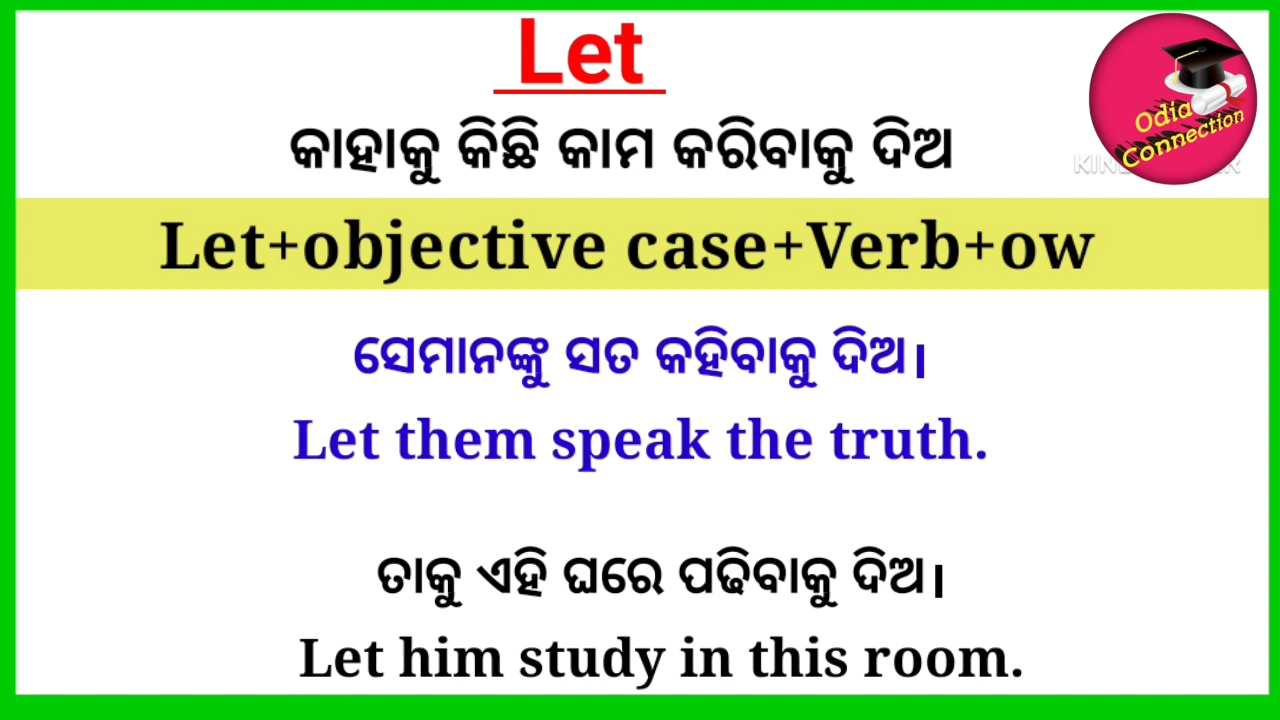 Let
କାହାକୁ କିଛି କାମ କରିବାକୁ ଦିଅ
Odia
Connection
Let+objective case+Verb+ow
ସେମାନଙ୍କୁ ସତ କହିବାକୁ ଦିଅ।
Let them speak the truth.
ତାକୁ ଏହି ଘରେ ପଢିବାକୁ ଦିଅ।
Let him study in this room.